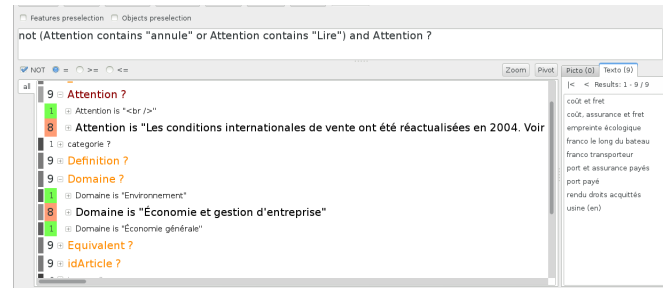 Features preselection Objects preselection
not (Attention contains "annule" or Attention contains "Lire") and Attention ?
NOT = >= <= Zoom Pivot Picto (0) Texto (9)
all |< < Results: 1 - 9 / 9
9 Attention ?
1 Attention is "<br />"
8 Attention is "Les conditions internationales de vente ont été réactualisées en 2004. Voir
1 categorie ?
9 Definition ?
9 Domaine ?
1 Domaine is "Environnement"
8 Domaine is "Économie et gestion d'entreprise"
1 Domaine is "Économie générale"
9 Equivalent ?
9 idArticle ?
coût et fret
coût, assurance et fret
empreinte écologique
franco le long du bateau
franco transporteur
port et assurance payés
port payé
rendu droits acquittés
usine (en)